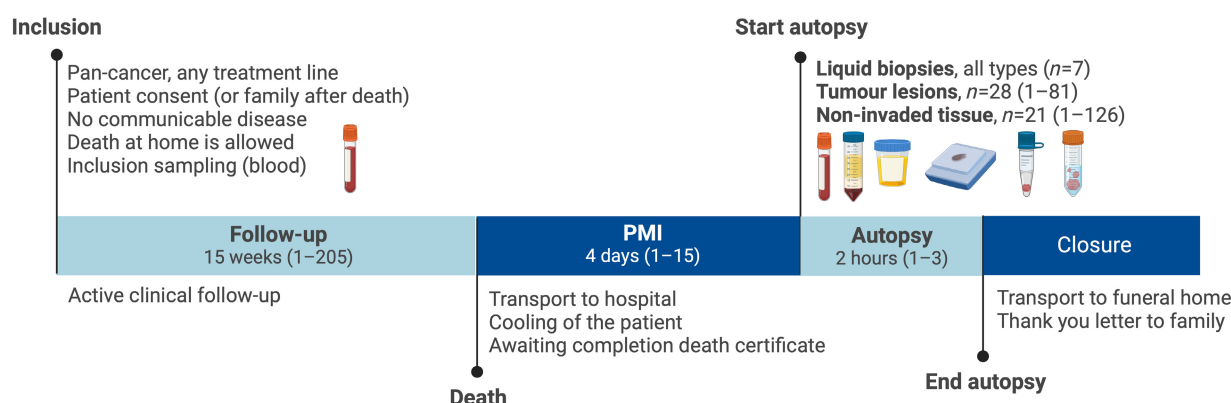 Inclusion
Pan-cancer, any treatment line
Patient consent (or family after death)
No communicable disease
Death at home is allowed
Inclusion sampling (blood)
Start autopsy
Liquid biopsies, all types (n=7)
Tumour lesions, n=28 (1–81)
Non-invaded tissue, n=21 (1–126)
Follow-up
15 weeks (1–205)
PMI
4 days (1–15)
Autopsy
2 hours (1–3)
Closure
Active clinical follow-up
Transport to hospital
Cooling of the patient
Awaiting completion death certificate
Transport to funeral home
Thank you letter to family
Death
End autopsy